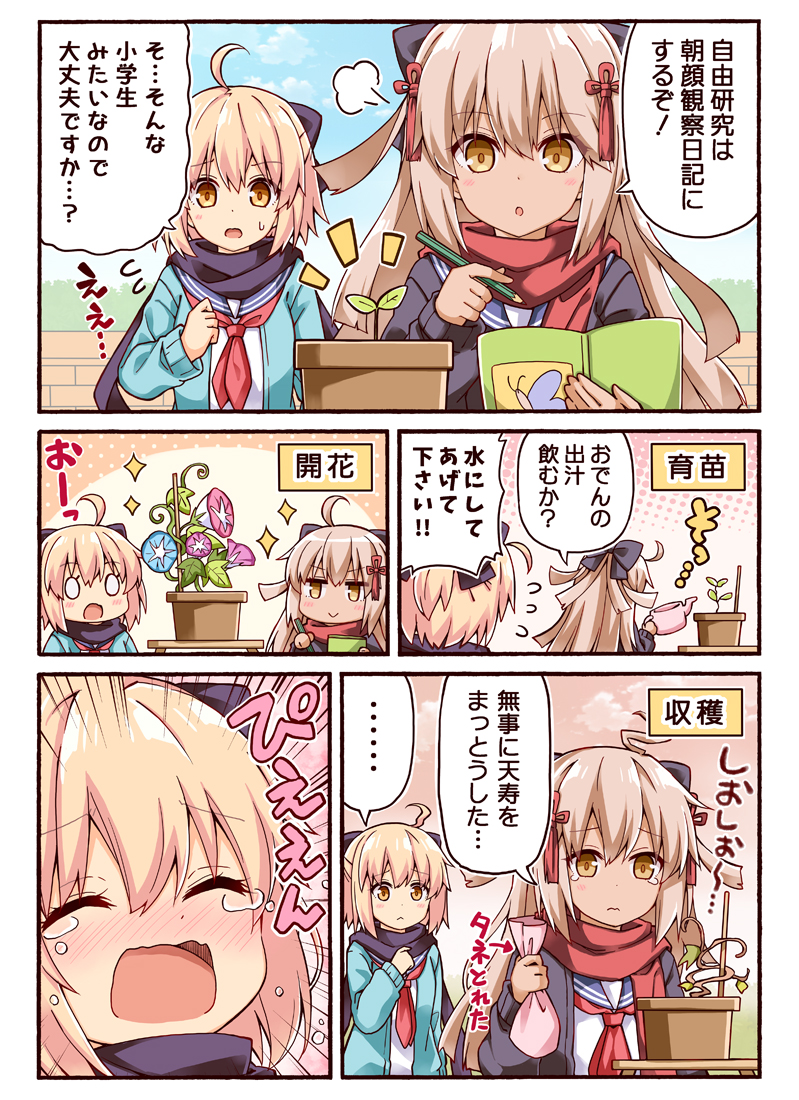 自由研究は
朝顔観察日記に
するぞ！
そ…そんな
小学生
みたいなので
大丈夫ですか…？
ええ…
育苗
おでんの
出汁
飲むか？
そぅ…
水にして
あげて
下さい!!
開花
おーっ
収穫
しおしお〜…
無事に天寿を
まっとうした…
タネとれた
……
ぴえええん